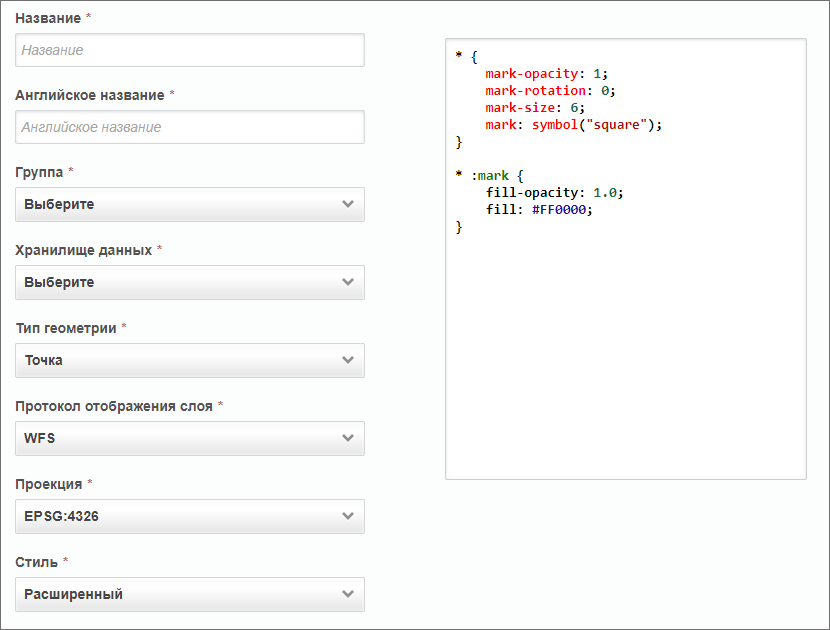 Название *
Название
Английское название *
Английское название
Группа *
Выберите
Хранилище данных *
Выберите
Тип геометрии *
Точка
Протокол отображения слоя *
WFS
Проекция *
EPSG:4326
Стиль *
Расширенный
* {
    mark-opacity: 1;
    mark-rotation: 0;
    mark-size: 6;
    mark: symbol("square");
}
* :mark {
    fill-opacity: 1.0;
    fill: #FF0000;
}